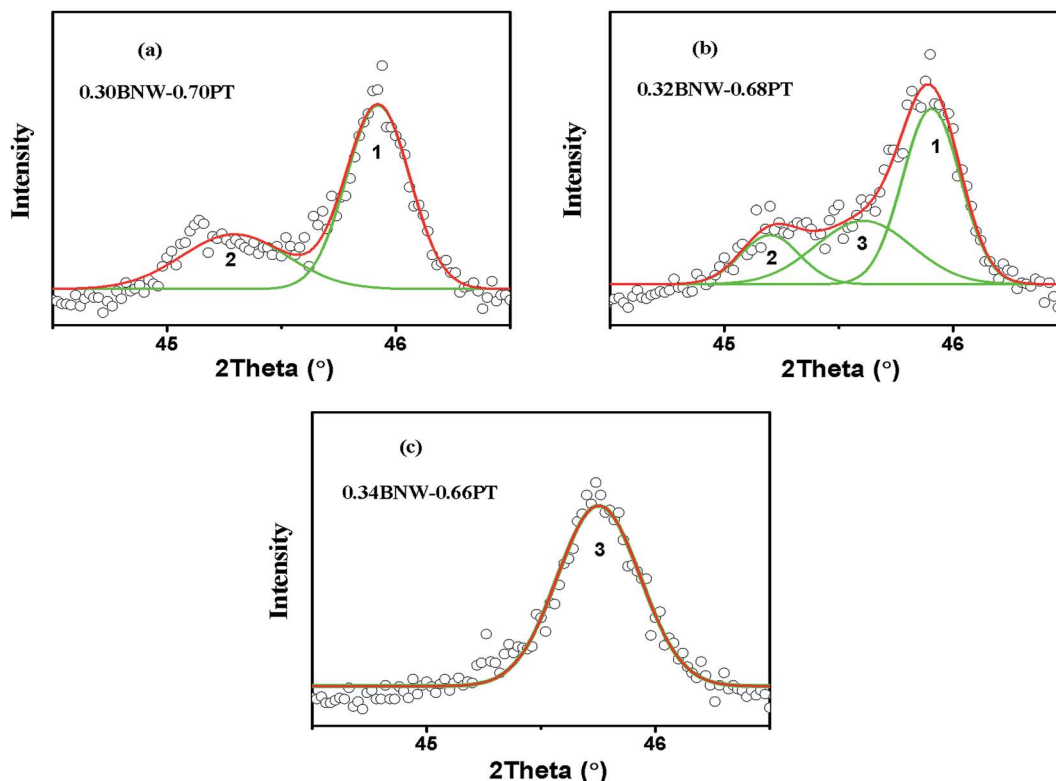 (a)
0.30BNW-0.70PT
1
2
Intensity
45
46
2Theta (°)
(b)
0.32BNW-0.68PT
1
2
3
Intensity
45
46
2Theta (°)
(c)
0.34BNW-0.66PT
3
Intensity
45
46
2Theta (°)